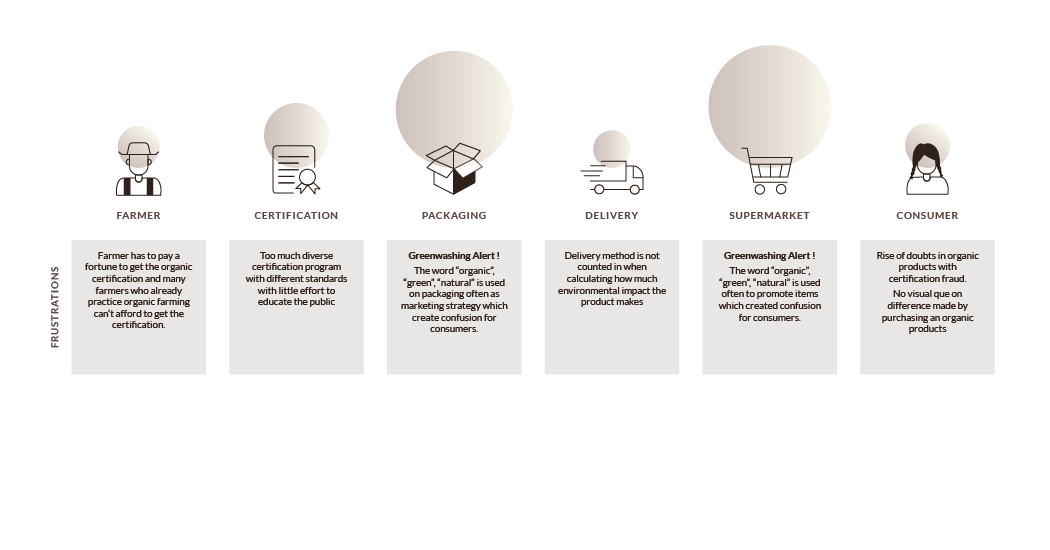 FARMER
CERTIFICATION
PACKAGING
DELIVERY
SUPERMARKET
CONSUMER
FRUSTRATIONS
Farmer has to pay a
fortune to get the organic
certification and many
farmers who already
practice organic farming
can't afford to get the
certification.
Too much diverse
certification program
with different standards
with little effort to
educate the public
Greenwashing Alert !
The word “organic”,
“green”, “natural” is used
on packaging often as
marketing strategy which
create confusion for
consumers.
Delivery method is not
counted in when
calculating how much
environmental impact the
product makes
Greenwashing Alert !
The word “organic”,
“green”, “natural” is used
often to promote items
which created confusion
for consumers.
Rise of doubts in organic
products with
certification fraud.
No visual que on
difference made by
purchasing an organic
products